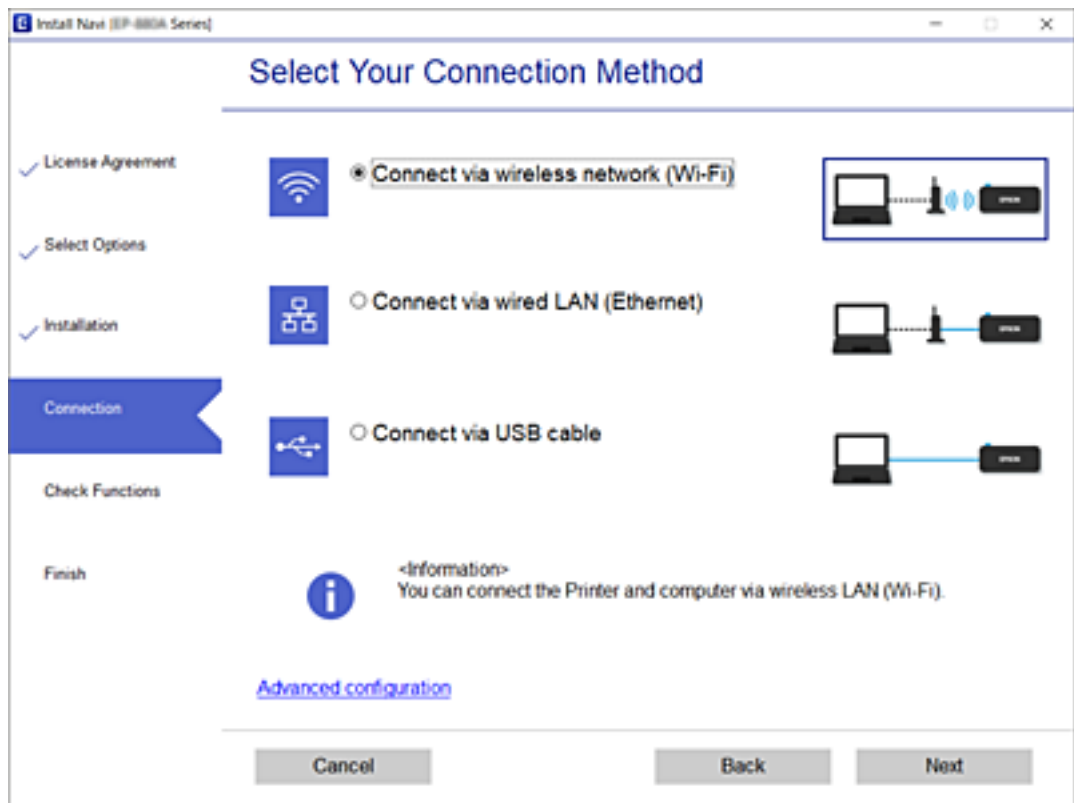 Install Navi [EP-880A Series]
Select Your Connection Method
License Agreement
Select Options
Installation
Connection
Check Functions
Finish
Connect via wireless network (Wi-Fi)
Connect via wired LAN (Ethernet)
Connect via USB cable
<Information>
You can connect the Printer and computer via wireless LAN (Wi-Fi).
Advanced configuration
Cancel
Back
Next